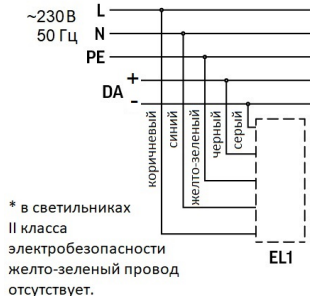 ~230 В
50 Гц
L
N
PE
DA
+
-
коричневый
синий
желто-зеленый
черный
серый
EL1
* в светильниках
II класса
электробезопасности
желто-зеленый провод
отсутствует.